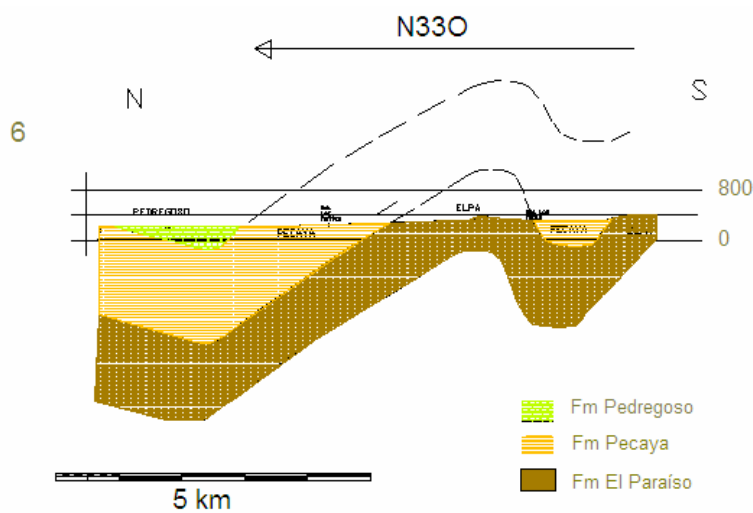 N33O
N
S
6
800
PEDREGOSO
ELPA
PECAYA
PECAYA
0
Fm Pedregoso
Fm Pecaya
Fm El Paraíso
5 km